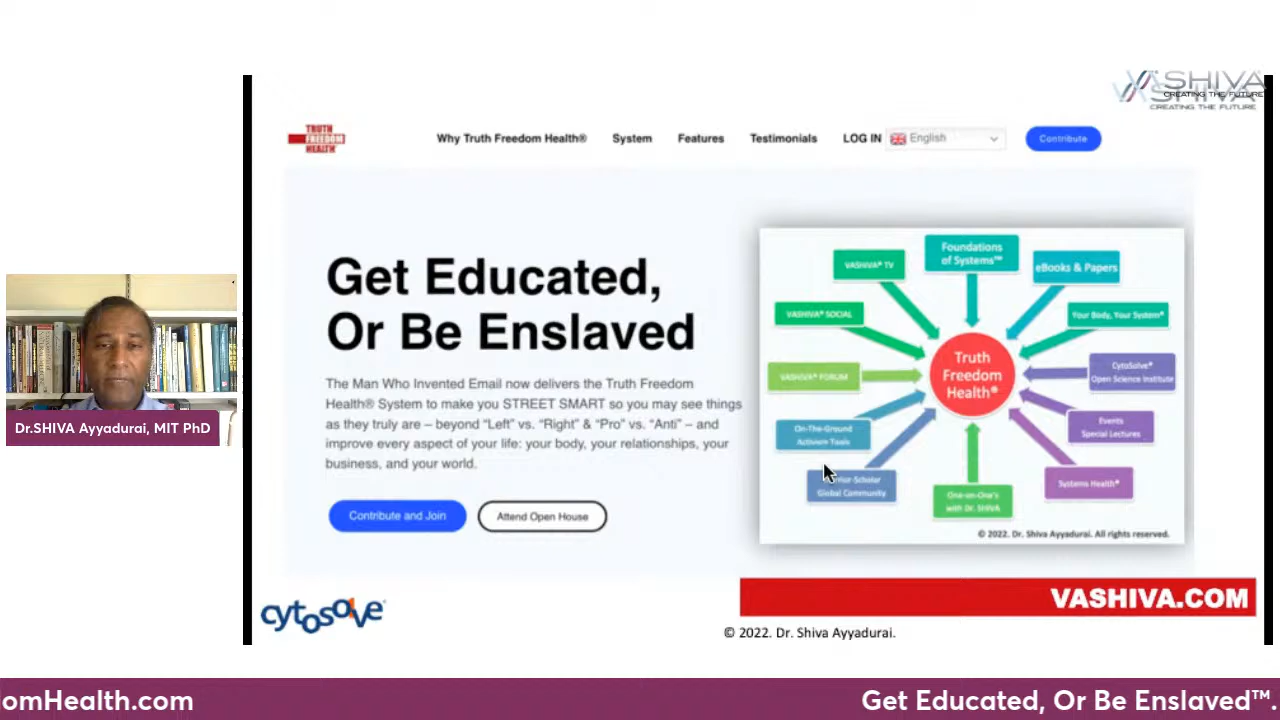 VASHIVA
CREATING THE FUTURE
VASHIVA
CREATING THE FUTURE
TRUTH
FREEDOM
HEALTH
Why Truth Freedom Health®
System
Features
Testimonials
LOG IN
English
Contribute
Get Educated,
Or Be Enslaved
The Man Who Invented Email now delivers the Truth Freedom
Health® System to make you STREET SMART so you may see things
as they truly are – beyond “Left” vs. “Right” & “Pro” vs. “Anti” – and
improve every aspect of your life: your body, your relationships, your
business, and your world.
Contribute and Join
Attend Open House
Foundations
of Systems™
VASHIVA® TV
eBooks & Papers
VASHIVA® SOCIAL
Your Body, Your System®
Truth
Freedom
Health®
VASHIVA® FORUM
CytoSolve®
Open Science Institute
On-The-Ground
Activism Tools
Events
Special Lectures
Scholar
Global Community
Systems Health®
One-on-One's
with Dr. SHIVA
© 2022. Dr. Shiva Ayyadurai. All rights reserved.
Dr.SHIVA Ayyadurai, MIT PhD
cytosolve®
VASHIVA.COM
© 2022. Dr. Shiva Ayyadurai.
omHealth.com
Get Educated, Or Be Enslaved™.